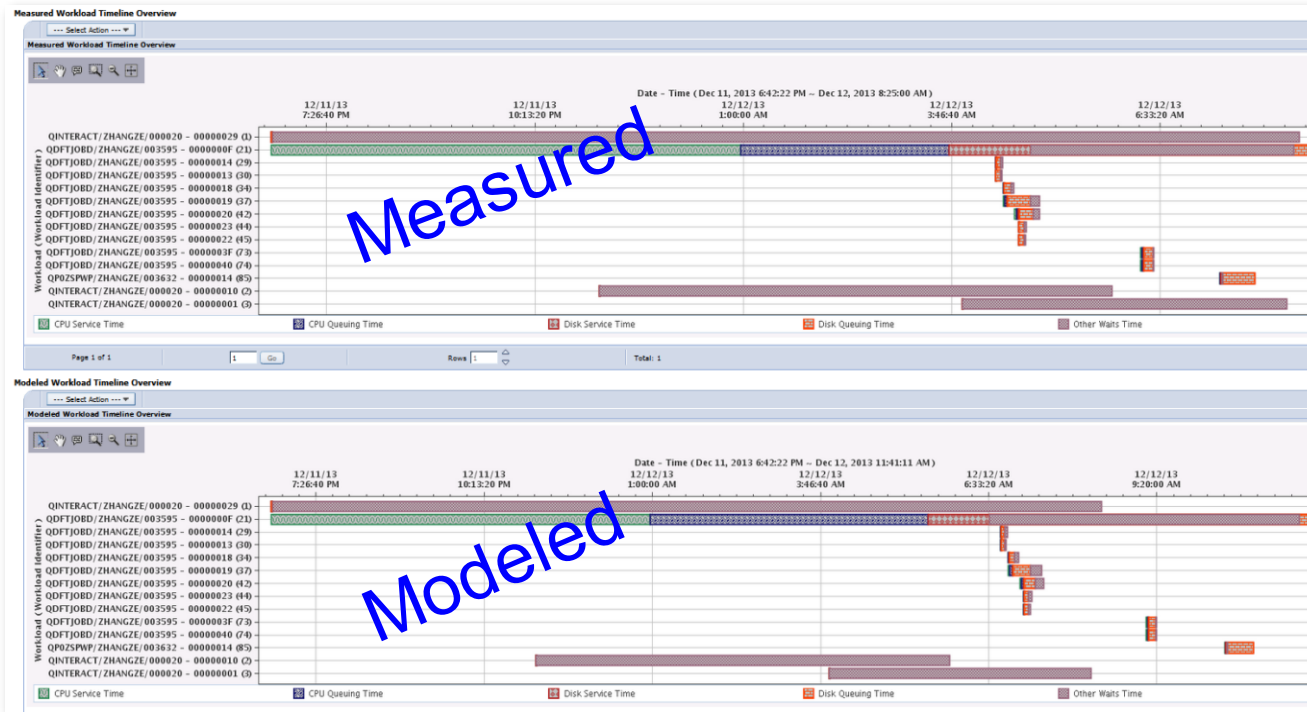 Measured Workload Timeline Overview
--- Select Action ---
Measured Workload Timeline Overview
Date - Time (Dec 11, 2013 6:42:22 PM ~ Dec 12, 2013 8:25:00 AM)
12/11/13 12/11/13 12/12/13 12/12/13 12/12/13
7:26:40 PM 10:13:20 PM 1:00:00 AM 3:46:40 AM 6:33:20 AM
Workload (Workload Identifier)
QINTERACT/ZHANGZE/000020 - 00000029 (1)
QDFTJOBD/ZHANGZE/003595 - 0000000F (21)
QDFTJOBD/ZHANGZE/003595 - 00000014 (29)
QDFTJOBD/ZHANGZE/003595 - 00000013 (30)
QDFTJOBD/ZHANGZE/003595 - 00000018 (34)
QDFTJOBD/ZHANGZE/003595 - 00000019 (37)
QDFTJOBD/ZHANGZE/003595 - 00000020 (42)
QDFTJOBD/ZHANGZE/003595 - 00000023 (44)
QDFTJOBD/ZHANGZE/003595 - 00000022 (45)
QDFTJOBD/ZHANGZE/003595 - 0000003F (73)
QDFTJOBD/ZHANGZE/003595 - 00000040 (74)
QP0ZSPWP/ZHANGZE/003632 - 00000014 (85)
QINTERACT/ZHANGZE/000020 - 00000010 (2)
QINTERACT/ZHANGZE/000020 - 00000001 (3)
Measured
CPU Service Time CPU Queuing Time Disk Service Time Disk Queuing Time Other Waits Time
Page 1 of 1 1 Go Rows 1 Total: 1
Modeled Workload Timeline Overview
--- Select Action ---
Modeled Workload Timeline Overview
Date - Time (Dec 11, 2013 6:42:22 PM ~ Dec 12, 2013 11:41:11 AM)
12/11/13 12/11/13 12/12/13 12/12/13 12/12/13 12/12/13
7:26:40 PM 10:13:20 PM 1:00:00 AM 3:46:40 AM 6:33:20 AM 9:20:00 AM
Workload (Workload Identifier)
QINTERACT/ZHANGZE/000020 - 00000029 (1)
QDFTJOBD/ZHANGZE/003595 - 0000000F (21)
QDFTJOBD/ZHANGZE/003595 - 00000014 (29)
QDFTJOBD/ZHANGZE/003595 - 00000013 (30)
QDFTJOBD/ZHANGZE/003595 - 00000018 (34)
QDFTJOBD/ZHANGZE/003595 - 00000019 (37)
QDFTJOBD/ZHANGZE/003595 - 00000020 (42)
QDFTJOBD/ZHANGZE/003595 - 00000023 (44)
QDFTJOBD/ZHANGZE/003595 - 00000022 (45)
QDFTJOBD/ZHANGZE/003595 - 0000003F (73)
QDFTJOBD/ZHANGZE/003595 - 00000040 (74)
QP0ZSPWP/ZHANGZE/003632 - 00000014 (85)
QINTERACT/ZHANGZE/000020 - 00000010 (2)
QINTERACT/ZHANGZE/000020 - 00000001 (3)
Modeled
CPU Service Time CPU Queuing Time Disk Service Time Disk Queuing Time Other Waits Time